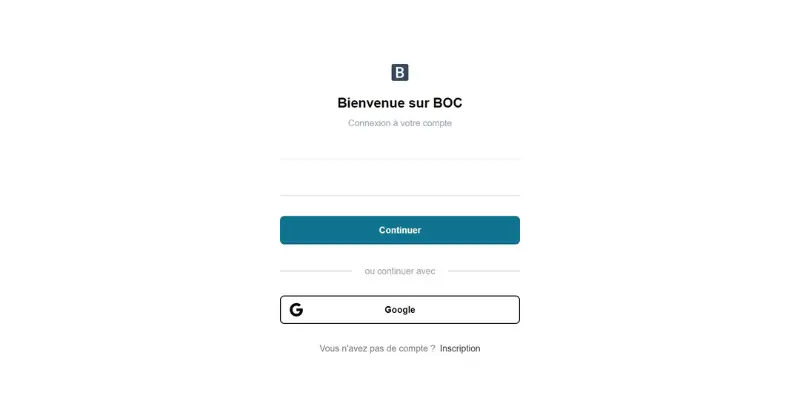 B
Bienvenue sur BOC
Connexion à votre compte
Continuer
ou continuer avec
G
Google
Vous n'avez pas de compte ? Inscription